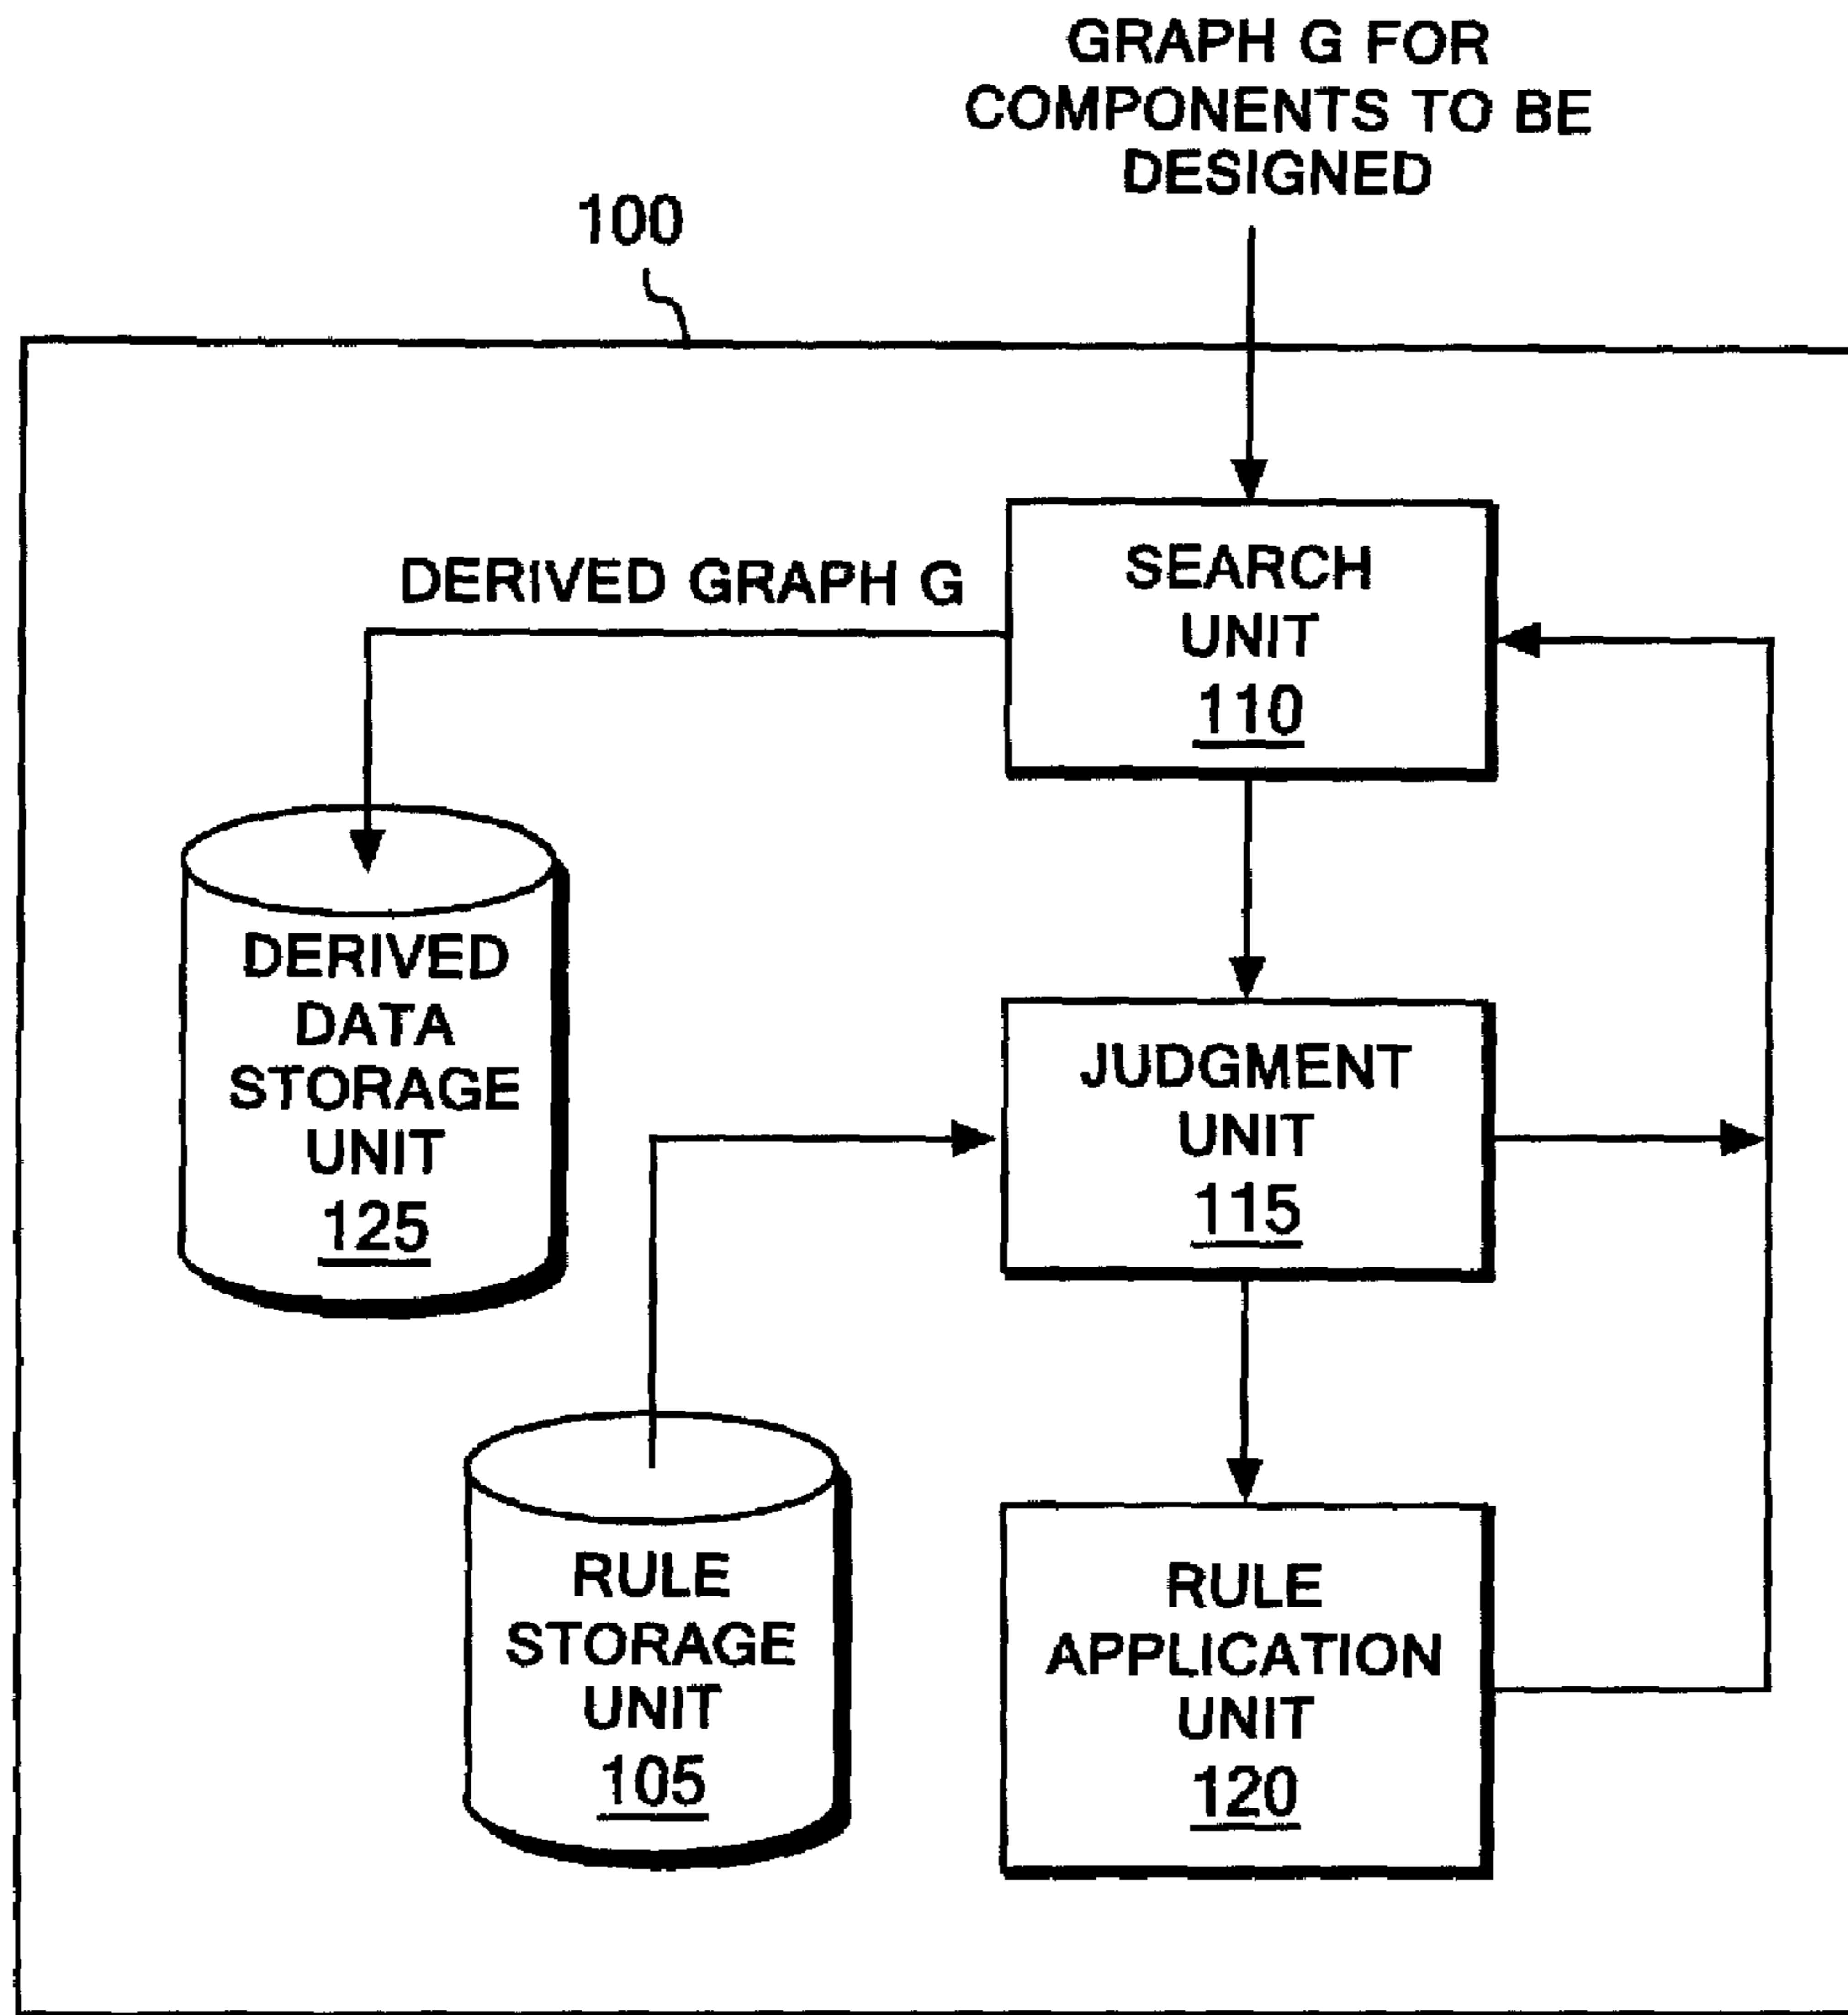 GRAPH G FOR
COMPONENTS TO BE
DESIGNED
100
DERIVED GRAPH G
SEARCH
UNIT
110
DERIVED
DATA
STORAGE
UNIT
125
JUDGMENT
UNIT
115
RULE
STORAGE
UNIT
105
RULE
APPLICATION
UNIT
120